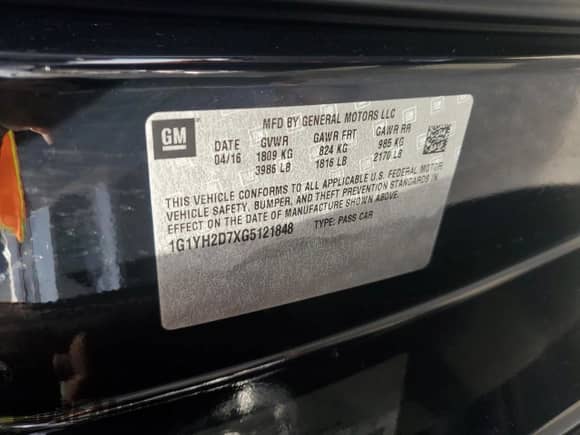 GM
MFD BY GENERAL MOTORS LLC
DATE GVWR GAWR FRT GAWR RR
04/16 1809 KG 824 KG 985 KG
3986 LB 1816 LB 2170 LB
THIS VEHICLE CONFORMS TO ALL APPLICABLE U.S. FEDERAL MOTOR
VEHICLE SAFETY, BUMPER, AND THEFT PREVENTION STANDARDS IN
EFFECT ON THE DATE OF MANUFACTURE SHOWN ABOVE.
1G1YH2D7XG5121848 TYPE: PASS CAR